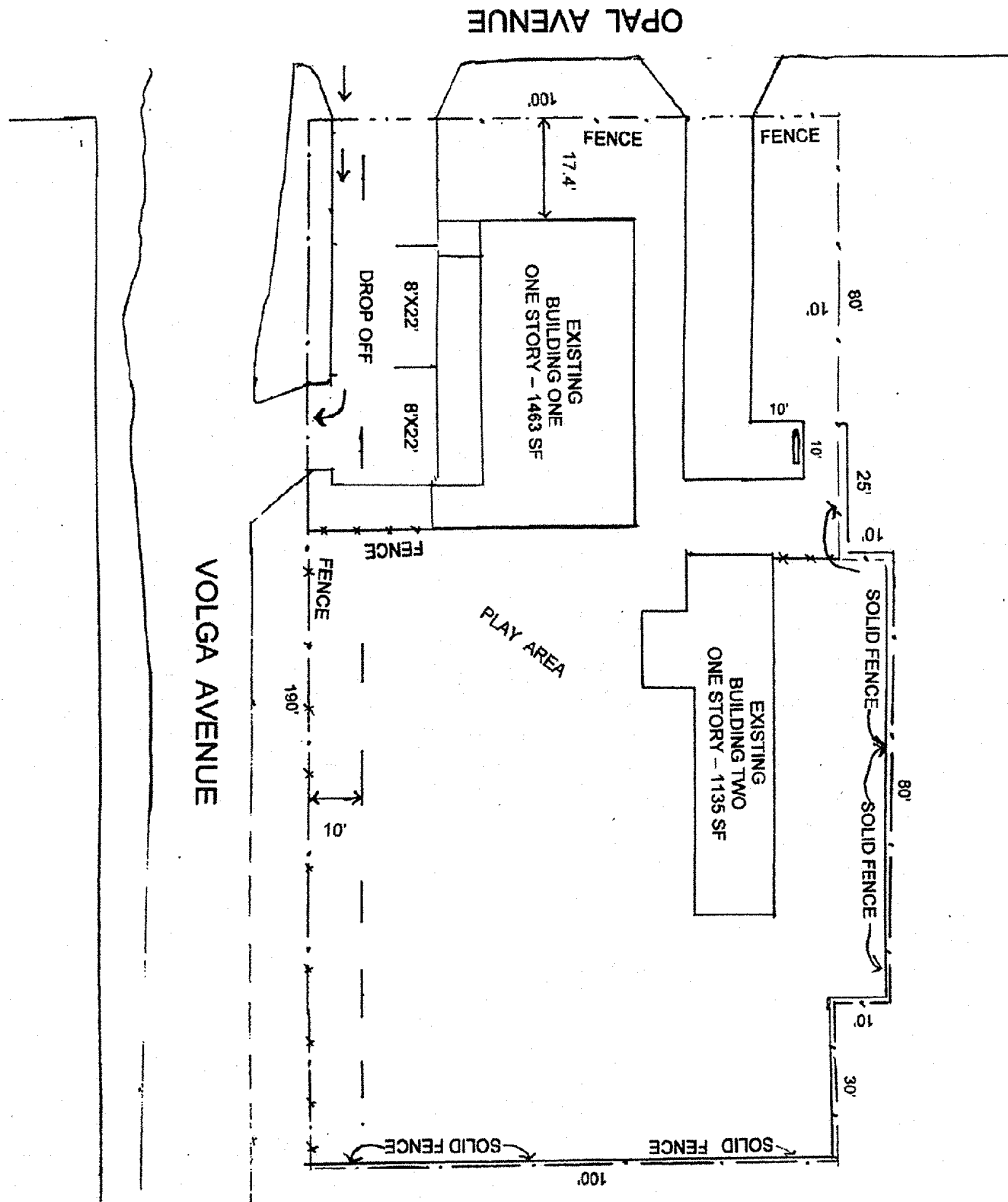 OPAL AVENUE
100'
FENCE
FENCE
17.4'
80'
10'
DROP OFF
8'X22'
8'X22'
EXISTING
BUILDING ONE
ONE STORY – 1463 SF
10'
10'
25'
10'
FENCE
FENCE
VOLGA AVENUE
190'
10'
PLAY AREA
EXISTING
BUILDING TWO
ONE STORY – 1135 SF
SOLID FENCE
80'
SOLID FENCE
10'
30'
SOLID FENCE
SOLID FENCE
100'